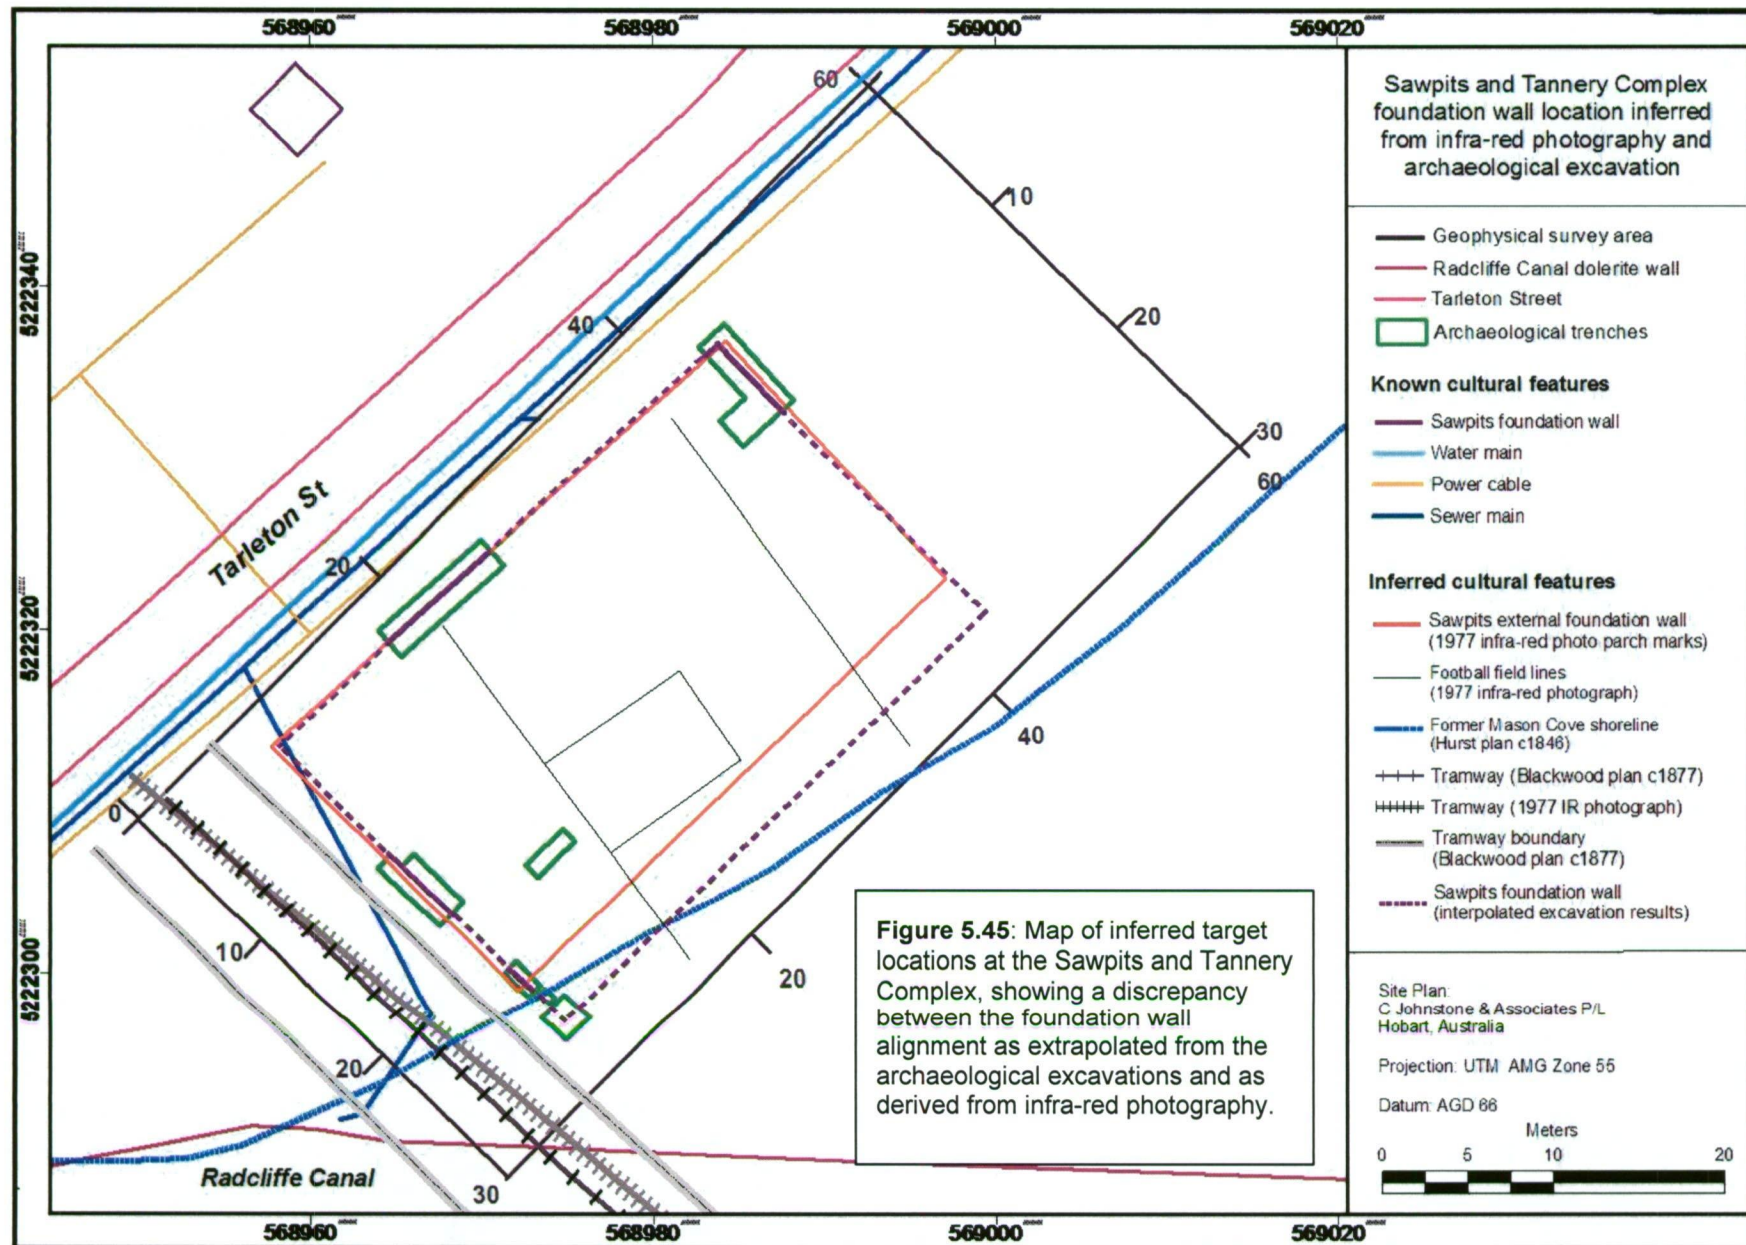 568960
568980
569000
569020
5222340
5222320
5222300
60
10
20
30
60
40
20
40
20
0
10
20
30
Tarleton St
Radcliffe Canal
568960
568980
569000
569020
Figure 5.45: Map of inferred target
locations at the Sawpits and Tannery
Complex, showing a discrepancy
between the foundation wall
alignment as extrapolated from the
archaeological excavations and as
derived from infra-red photography.
Sawpits and Tannery Complex
foundation wall location inferred
from infra-red photography and
archaeological excavation
Geophysical survey area
Radcliffe Canal dolerite wall
Tarleton Street
Archaeological trenches
Known cultural features
Sawpits foundation wall
Water main
Power cable
Sewer main
Inferred cultural features
Sawpits external foundation wall
(1977 infra-red photo parch marks)
Football field lines
(1977 infra-red photograph)
Former Mason Cove shoreline
(Hurst plan c1846)
Tramway (Blackwood plan c1877)
Tramway (1977 IR photograph)
Tramway boundary
(Blackwood plan c1877)
Sawpits foundation wall
(interpolated excavation results)
Site Plan:
C Johnstone & Associates P/L
Hobart, Australia
Projection: UTM AMG Zone 55
Datum: AGD 66
Meters
0 5 10 20